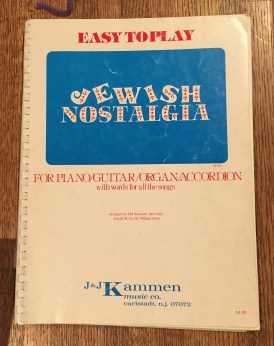 EASY TO PLAY
JEWISH
NOSTALGIA
FOR PIANO/GUITAR/ORGAN/ACCORDION
with words for all the songs
J&J Kammen
music co.
carlstadt, n.j. 07072